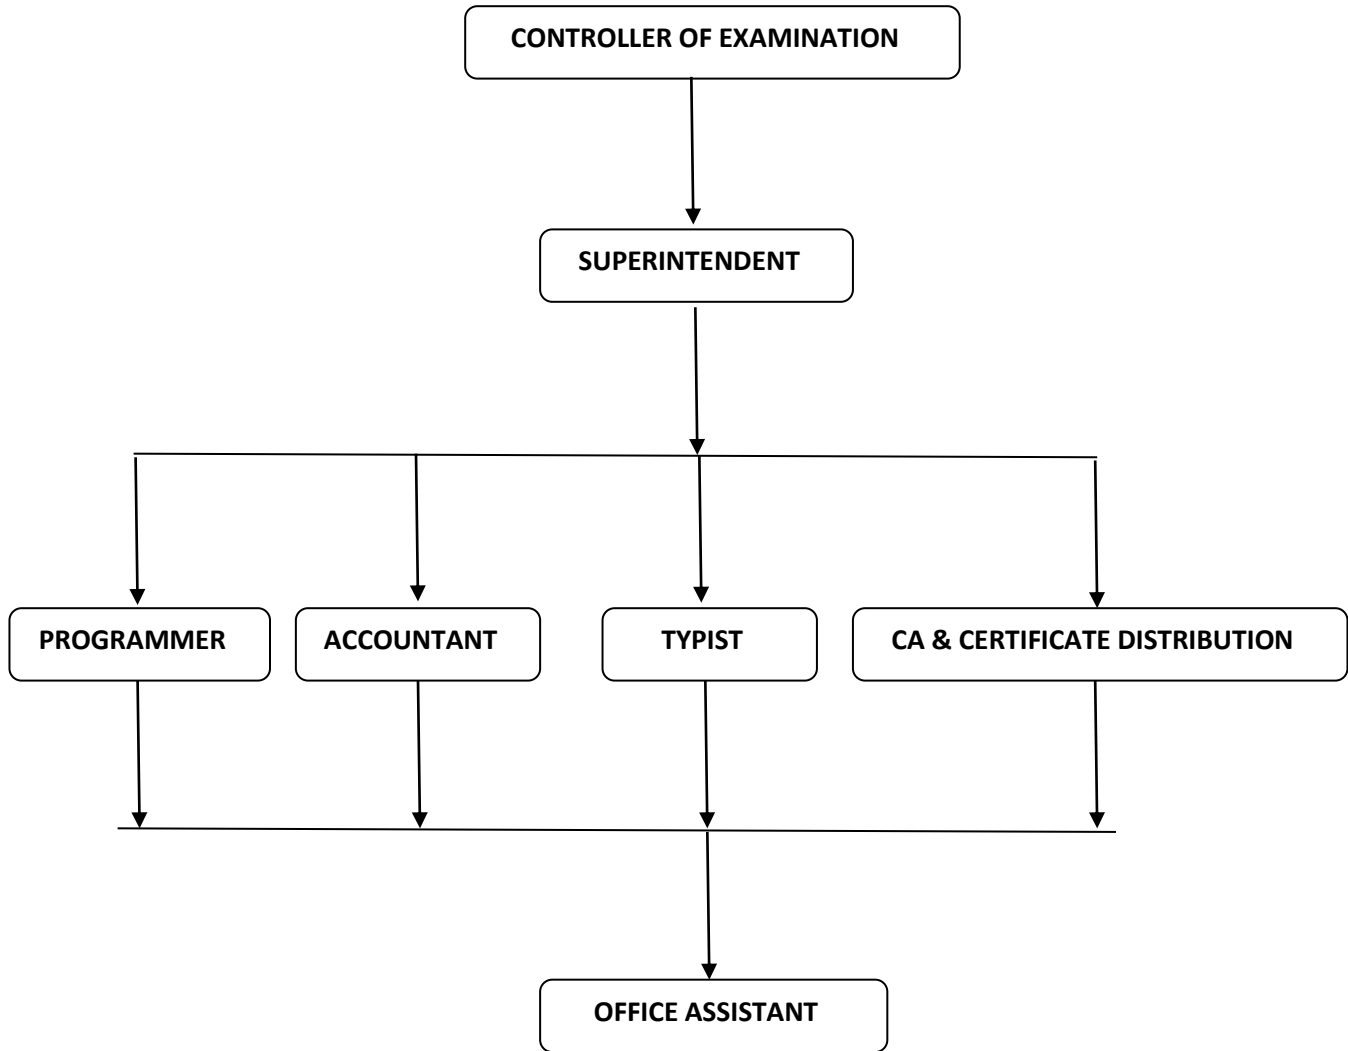 CONTROLLER OF EXAMINATION
SUPERINTENDENT
PROGRAMMER
ACCOUNTANT
TYPIST
CA & CERTIFICATE DISTRIBUTION
OFFICE ASSISTANT